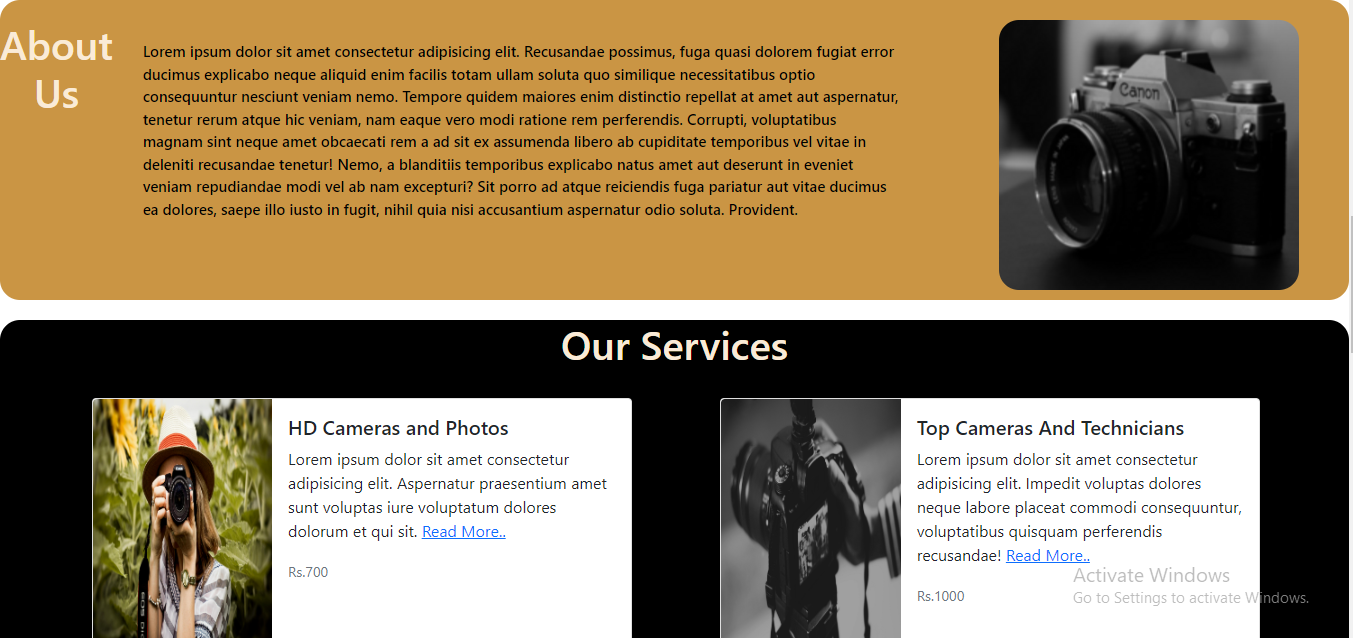 About
Us
Lorem ipsum dolor sit amet consectetur adipisicing elit. Recusandae possimus, fuga quasi dolorem fugiat error
ducimus explicabo neque aliquid enim facilis totam ullam soluta quo similique necessitatibus optio
consequuntur nesciunt veniam nemo. Tempore quidem maiores enim distinctio repellat at amet aut aspernatur,
tenetur rerum atque hic veniam, nam eaque vero modi ratione rem perferendis. Corrupti, voluptatibus
magnam sint neque amet obcaecati rem a ad sit ex assumenda libero ab cupiditate temporibus vel vitae in
deleniti recusandae tenetur! Nemo, a blanditiis temporibus explicabo natus amet aut deserunt in eveniet
veniam repudiandae modi vel ab nam excepturi? Sit porro ad atque reiciendis fuga pariatur aut vitae ducimus
ea dolores, saepe illo iusto in fugit, nihil quia nisi accusantium aspernatur odio soluta. Provident.
Canon
Our Services
HD Cameras and Photos
Lorem ipsum dolor sit amet consectetur
adipisicing elit. Aspernatur praesentium amet
sunt voluptas iure voluptatum dolores
dolorum et qui sit. Read More..
Rs.700
Top Cameras And Technicians
Lorem ipsum dolor sit amet consectetur
adipisicing elit. Impedit voluptas dolores
neque labore placeat commodi consequuntur,
voluptatibus quisquam perferendis
recusandae! Read More..
Rs.1000
Activate Windows
Go to Settings to activate Windows.